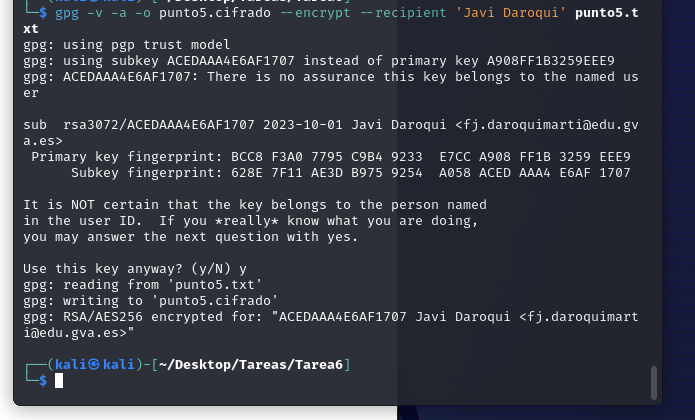 └─$ gpg -v -a -o punto5.cifrado --encrypt --recipient 'Javi Daroqui' punto5.t
xt
gpg: using pgp trust model
gpg: using subkey ACEDAAA4E6AF1707 instead of primary key A908FF1B3259EEE9
gpg: ACEDAAA4E6AF1707: There is no assurance this key belongs to the named us
er
sub  rsa3072/ACEDAAA4E6AF1707 2023-10-01 Javi Daroqui <fj.daroquimarti@edu.gv
a.es>
 Primary key fingerprint: BCC8 F3A0 7795 C9B4 9233  E7CC A908 FF1B 3259 EEE9
      Subkey fingerprint: 628E 7F11 AE3D B975 9254  A058 ACED AAA4 E6AF 1707
It is NOT certain that the key belongs to the person named
in the user ID.  If you *really* know what you are doing,
you may answer the next question with yes.
Use this key anyway? (y/N) y
gpg: reading from 'punto5.txt'
gpg: writing to 'punto5.cifrado'
gpg: RSA/AES256 encrypted for: "ACEDAAA4E6AF1707 Javi Daroqui <fj.daroquimart
i@edu.gva.es>"
┌──(kali㉿kali)-[~/Desktop/Tareas/Tarea6]
└─$